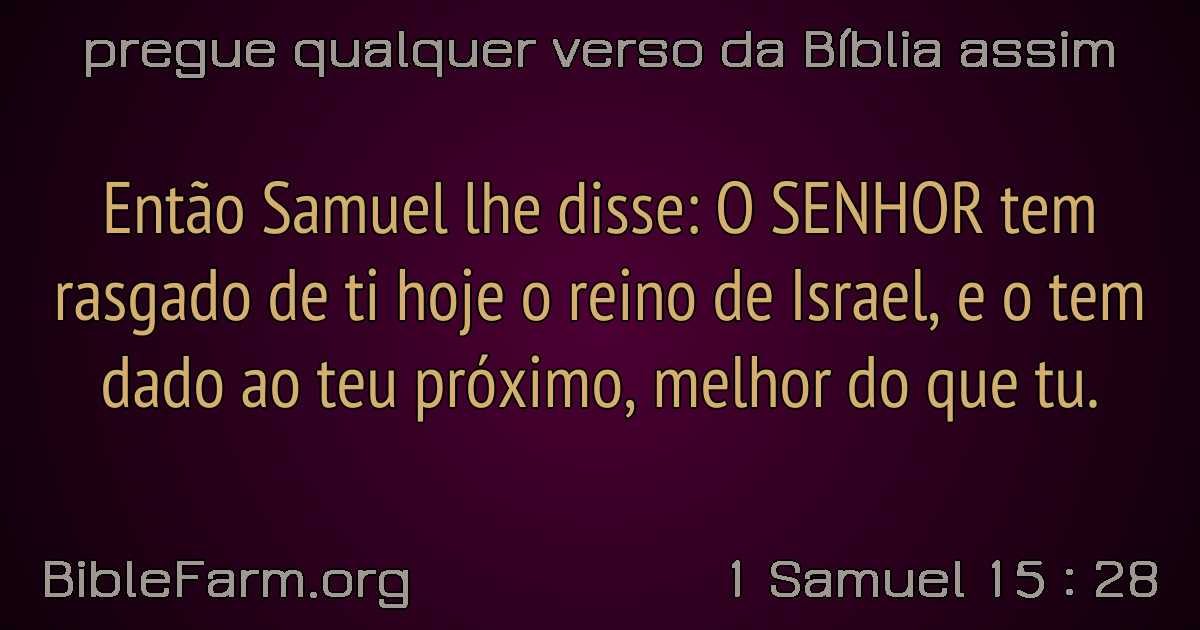 pregue qualquer verso da Bíblia assim
Então Samuel lhe disse: O SENHOR tem
rasgado de ti hoje o reino de Israel, e o tem
dado ao teu próximo, melhor do que tu.
BibleFarm.org
1 Samuel 15 : 28